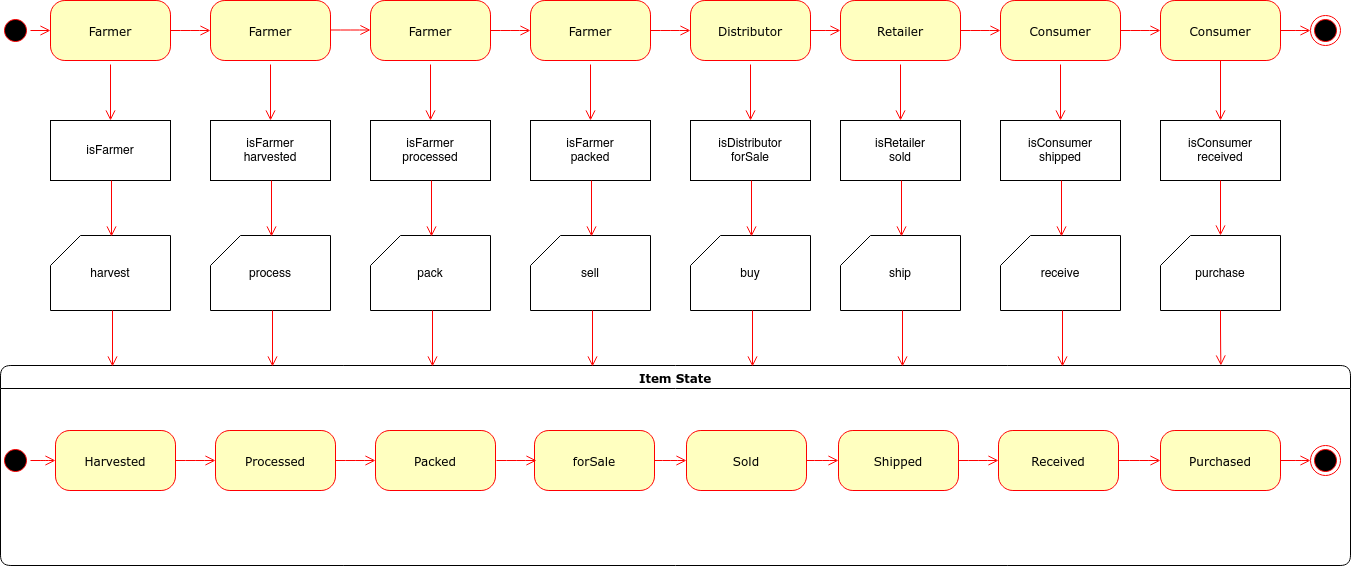 Farmer
Farmer
Farmer
Farmer
Distributor
Retailer
Consumer
Consumer
isFarmer
isFarmer
harvested
isFarmer
processed
isFarmer
packed
isDistributor
forSale
isRetailer
sold
isConsumer
shipped
isConsumer
received
harvest
process
pack
sell
buy
ship
receive
purchase
Item State
Harvested
Processed
Packed
forSale
Sold
Shipped
Received
Purchased